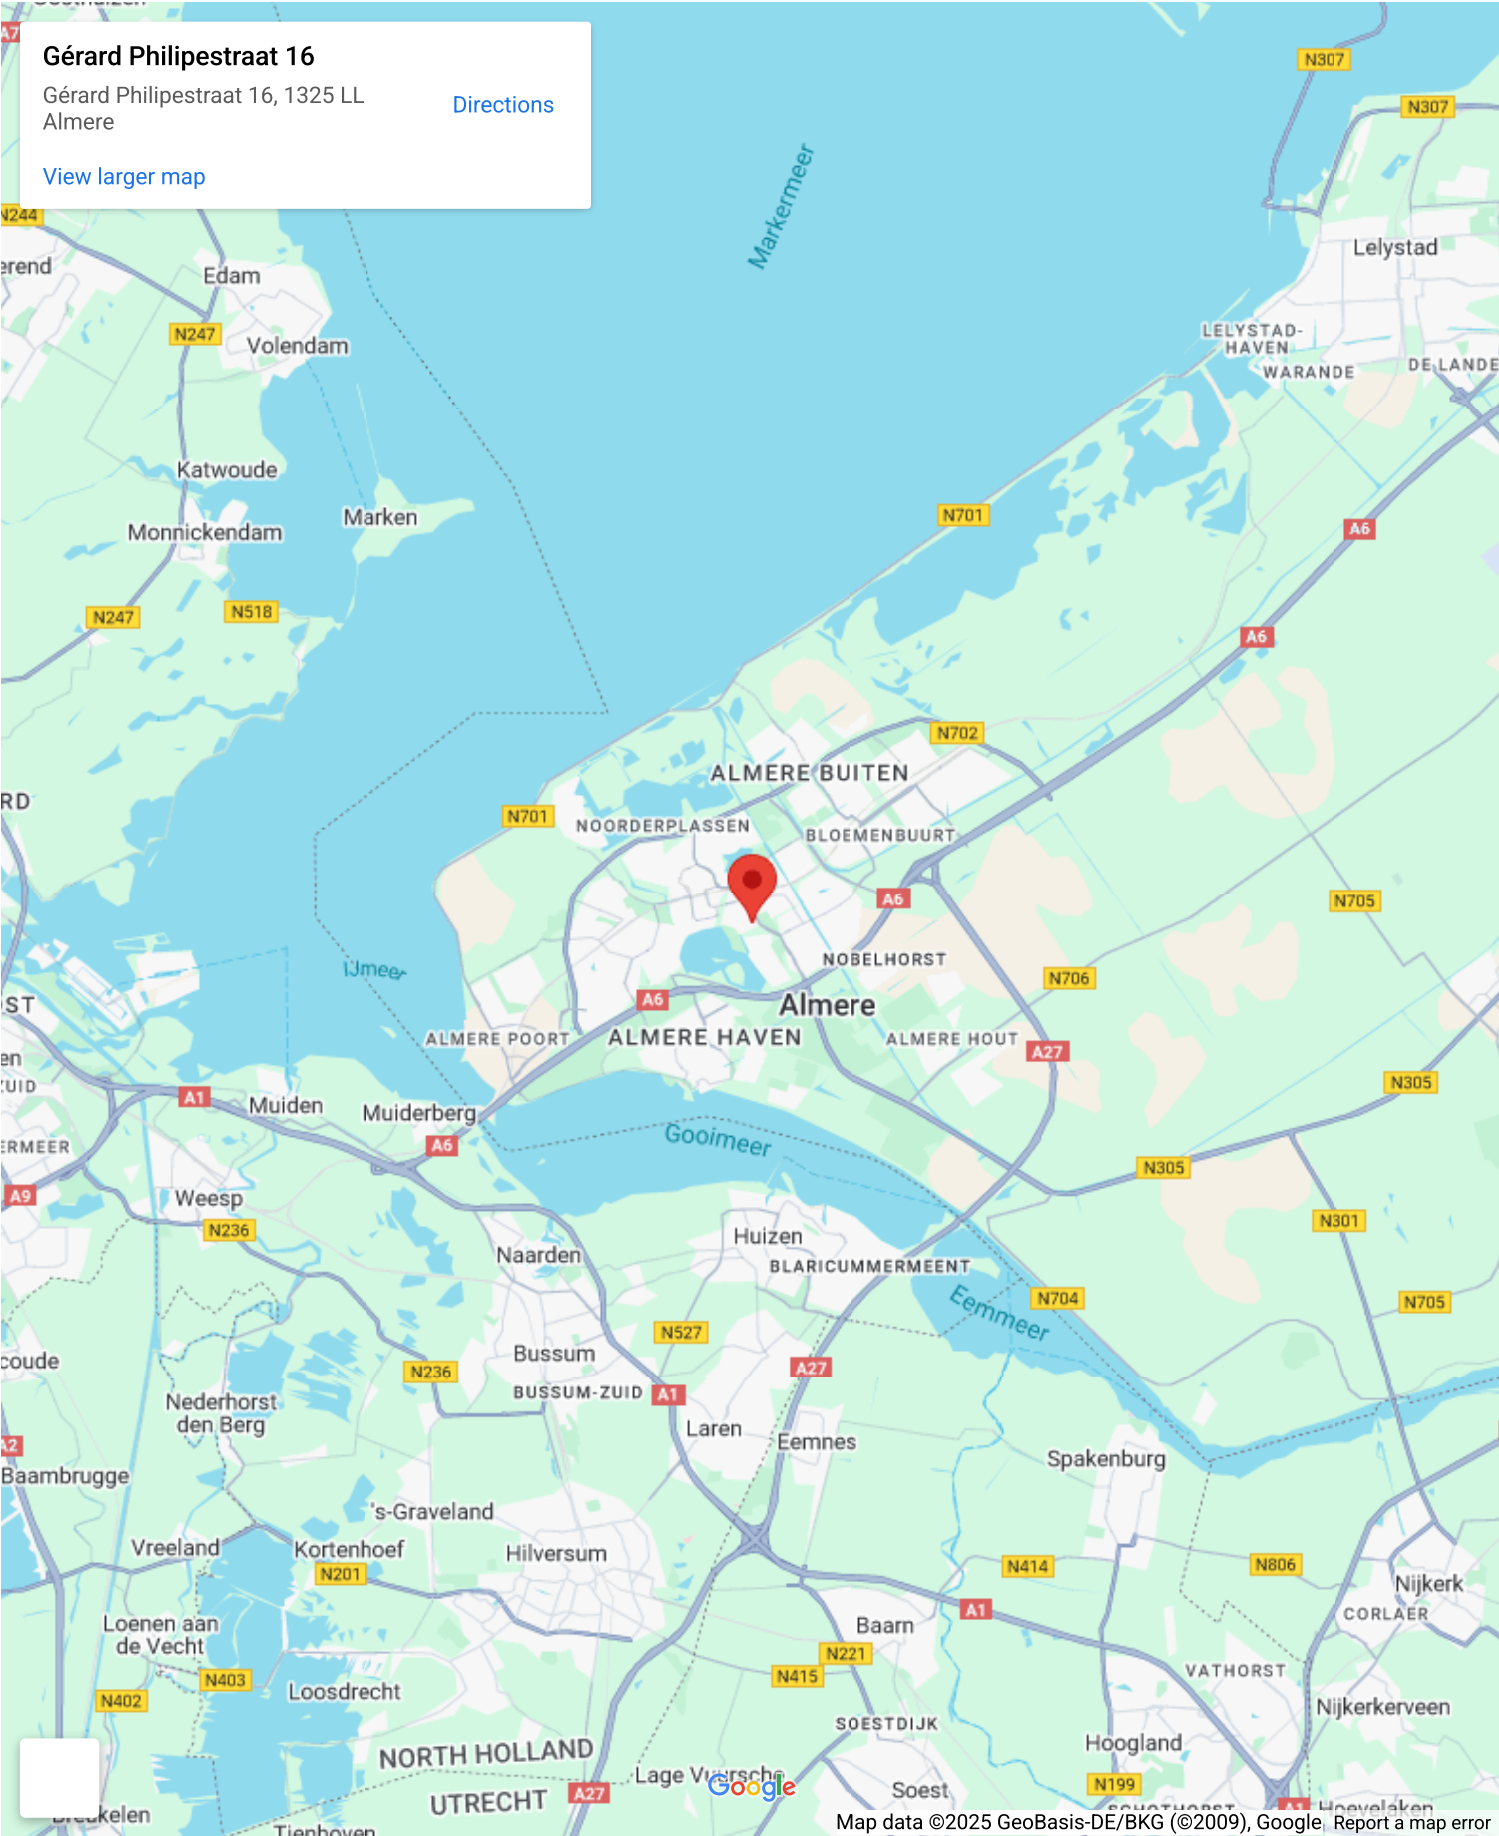 Gérard Philipestraat 16
Gérard Philipestraat 16, 1325 LL
Almere
Directions
View larger map
A7
N307
N307
N244
Markermeer
Lelystad
Edam
N247
Volendam
LELYSTAD-
HAVEN
WARANDE
Katwoude
Marken
N701
A6
Monnickendam
N247
N518
A6
N702
ALMERE BUITEN
N701
NOORDERPLASSEN
BLOEMENBUURT
A6
N705
NOBELHORST
IJmeer
N706
A6
Almere
ALMERE POORT
ALMERE HAVEN
ALMERE HOUT
A27
N305
A1
Muiden
Muiderberg
A6
Gooimeer
N305
A9
Weesp
N236
N301
Huizen
Naarden
BLARICUMMERMEENT
Eemmeer
N704
N705
N527
Bussum
A27
N236
BUSSUM-ZUID
A1
Nederhorst
den Berg
Laren
Eemnes
A2
Spakenburg
Baambrugge
's-Graveland
Vreeland
Kortenhoef
Hilversum
N201
N414
N806
Nijkerk
A1
CORLAER
Loenen aan
de Vecht
Baarn
N221
N403
N415
VATHORST
N402
Loosdrecht
Nijkerkerveen
SOESTDIJK
Hoogland
NORTH HOLLAND
Lage Vuursche
Google
N199
UTRECHT
A27
Soest
A1
Hoevelaken
Map data ©2025 GeoBasis-DE/BKG (©2009), Google
Report a map error